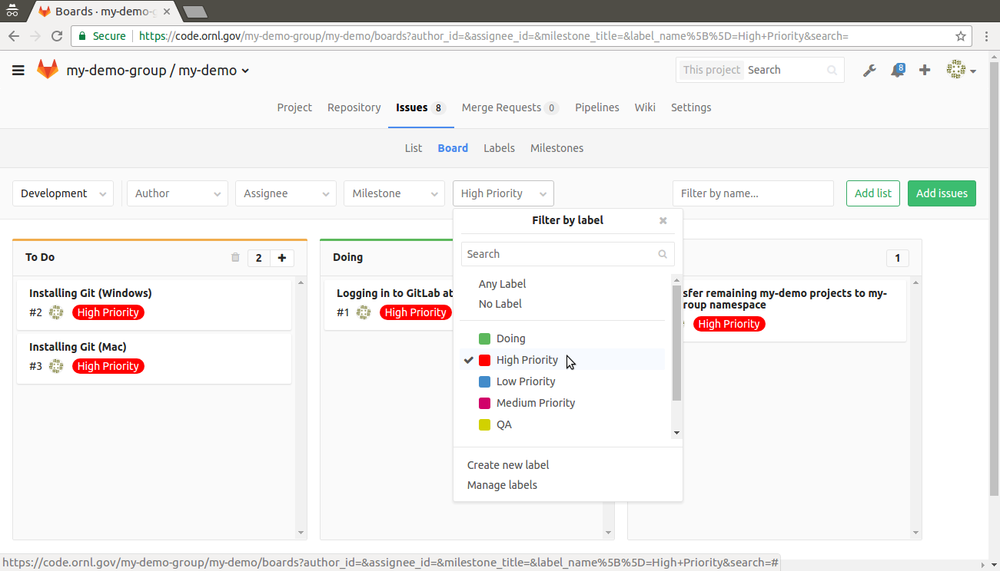 Boards · my-demo-g
Secure https://code.ornl.gov/my-demo-group/my-demo/boards?author_id=&assignee_id=&milestone_title=&label_name%5B%5D=High+Priority&search=
my-demo-group / my-demo This project Search 8
Project Repository Issues 8 Merge Requests 0 Pipelines Wiki Settings
List Board Labels Milestones
Development Author Assignee Milestone High Priority Filter by name... Add list Add issues
Filter by label
Search
Any Label
No Label
Doing
High Priority
Low Priority
Medium Priority
QA
Create new label
Manage labels
To Do 2
Installing Git (Windows)
#2 High Priority
Installing Git (Mac)
#3 High Priority
Doing
Logging in to GitLab at
#1 High Priority
1
sfer remaining my-demo projects to my-
roup namespace
High Priority
https://code.ornl.gov/my-demo-group/my-demo/boards?author_id=&assignee_id=&milestone_title=&label_name%5B%5D=High+Priority&search=#